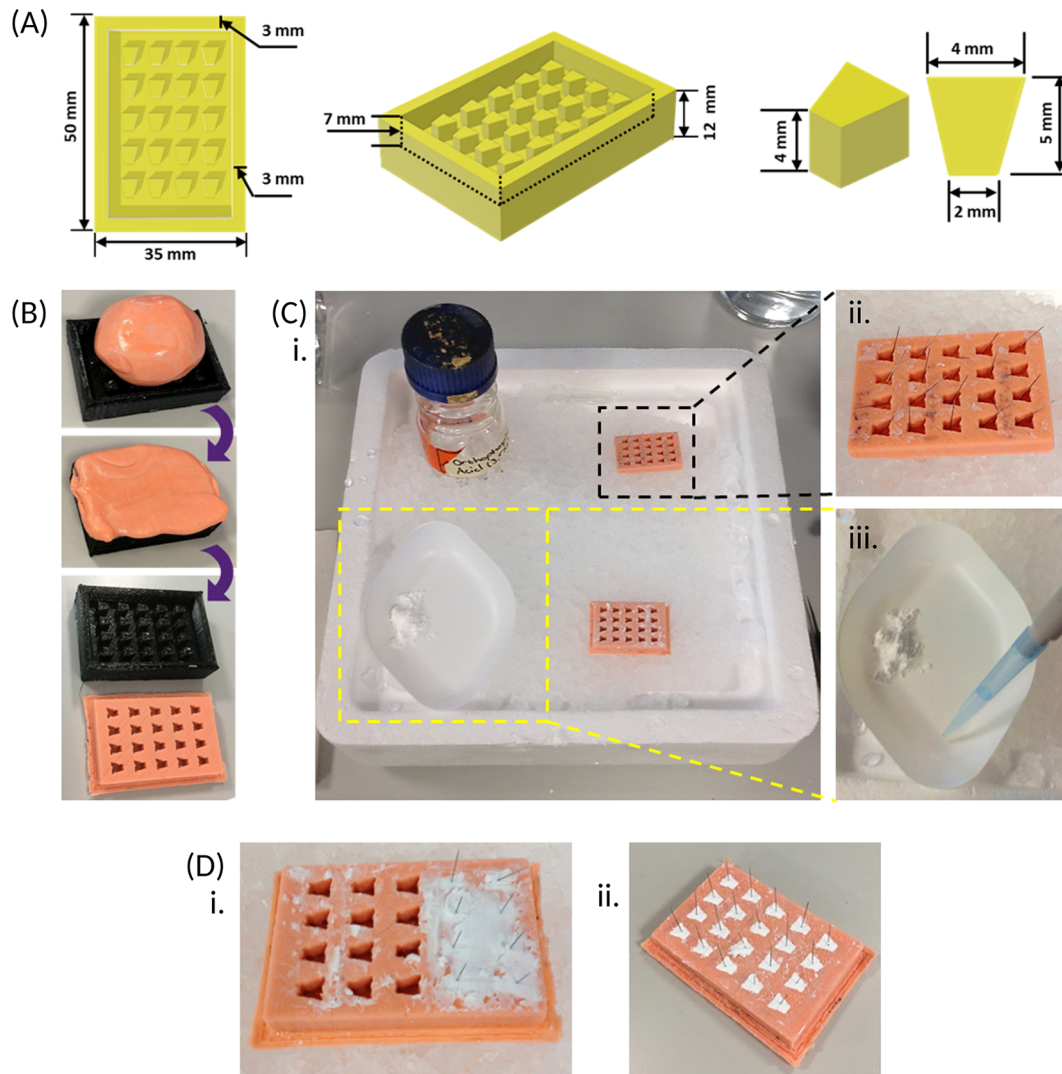 (A)
3 mm
50 mm
3 mm
35 mm
7 mm
12 mm
4 mm
4 mm
5 mm
2 mm
(B)
(C)
i.
ii.
iii.
Acid
(D)
i.
ii.